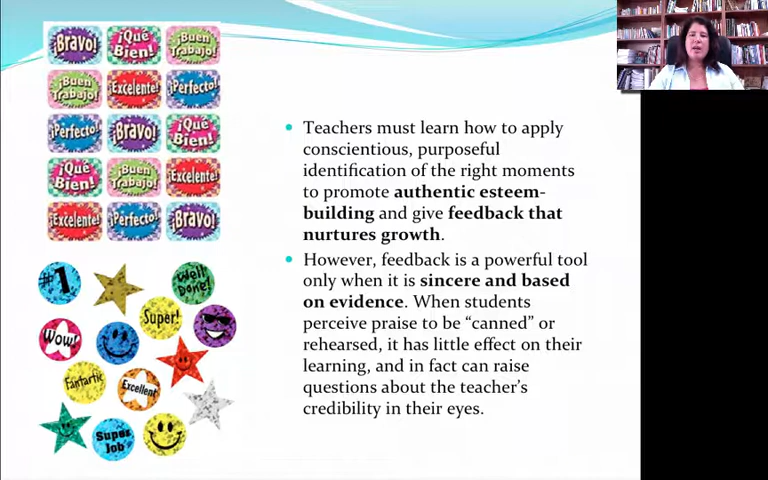 ¡Bravo! ¡Qué Bien! ¡Buen Trabajo!
¡Buen Trabajo! ¡Excelente! ¡Perfecto!
¡Perfecto! ¡Bravo! ¡Qué Bien!
¡Qué Bien! ¡Buen Trabajo! ¡Excelente!
¡Excelente! ¡Perfecto! ¡Bravo!
#1
Well Done!
Super!
Wow!
Fantastic
Excellent
Super Job
• Teachers must learn how to apply
conscientious, purposeful
identification of the right moments
to promote authentic esteem-
building and give feedback that
nurtures growth.
• However, feedback is a powerful tool
only when it is sincere and based
on evidence. When students
perceive praise to be “canned” or
rehearsed, it has little effect on their
learning, and in fact can raise
questions about the teacher’s
credibility in their eyes.